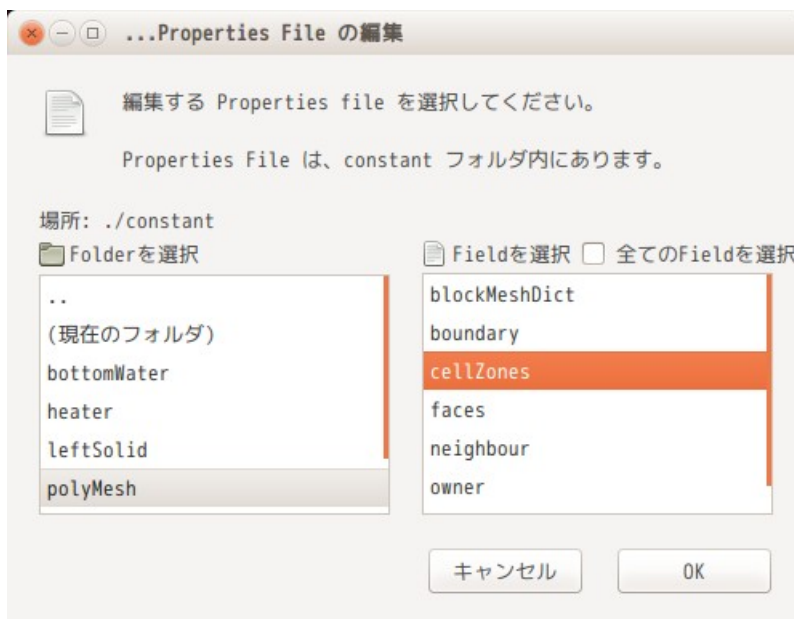 ...Properties File の編集
編集する Properties file を選択してください。
Properties File は、constant フォルダ内にあります。
場所: ./constant
Folderを選択
..
(現在のフォルダ)
bottomWater
heater
leftSolid
polyMesh
Fieldを選択 全てのFieldを選択
blockMeshDict
boundary
cellZones
faces
neighbour
owner
キャンセル OK